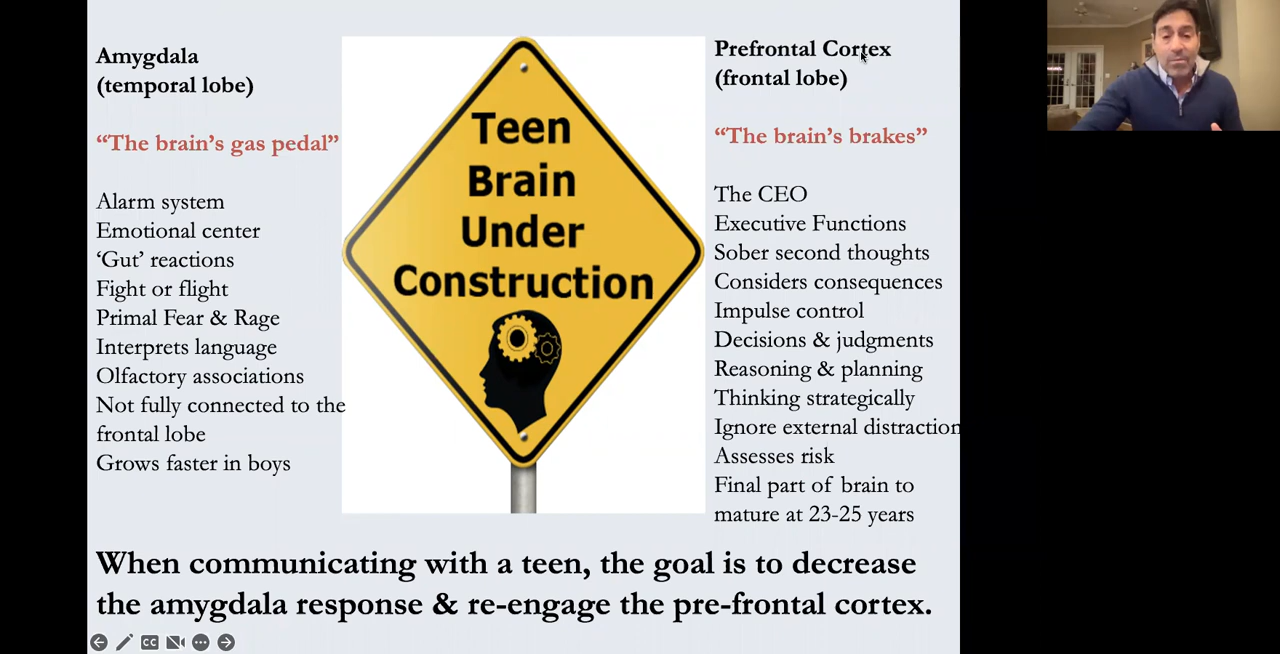 Amygdala
(temporal lobe)
“The brain’s gas pedal”
Alarm system
Emotional center
‘Gut’ reactions
Fight or flight
Primal Fear & Rage
Interprets language
Olfactory associations
Not fully connected to the
frontal lobe
Grows faster in boys
Teen
Brain
Under
Construction
Prefrontal Cortex
(frontal lobe)
“The brain’s brakes”
The CEO
Executive Functions
Sober second thoughts
Considers consequences
Impulse control
Decisions & judgments
Reasoning & planning
Thinking strategically
Ignore external distraction
Assesses risk
Final part of brain to
mature at 23-25 years
When communicating with a teen, the goal is to decrease
the amygdala response & re-engage the pre-frontal cortex.
CC